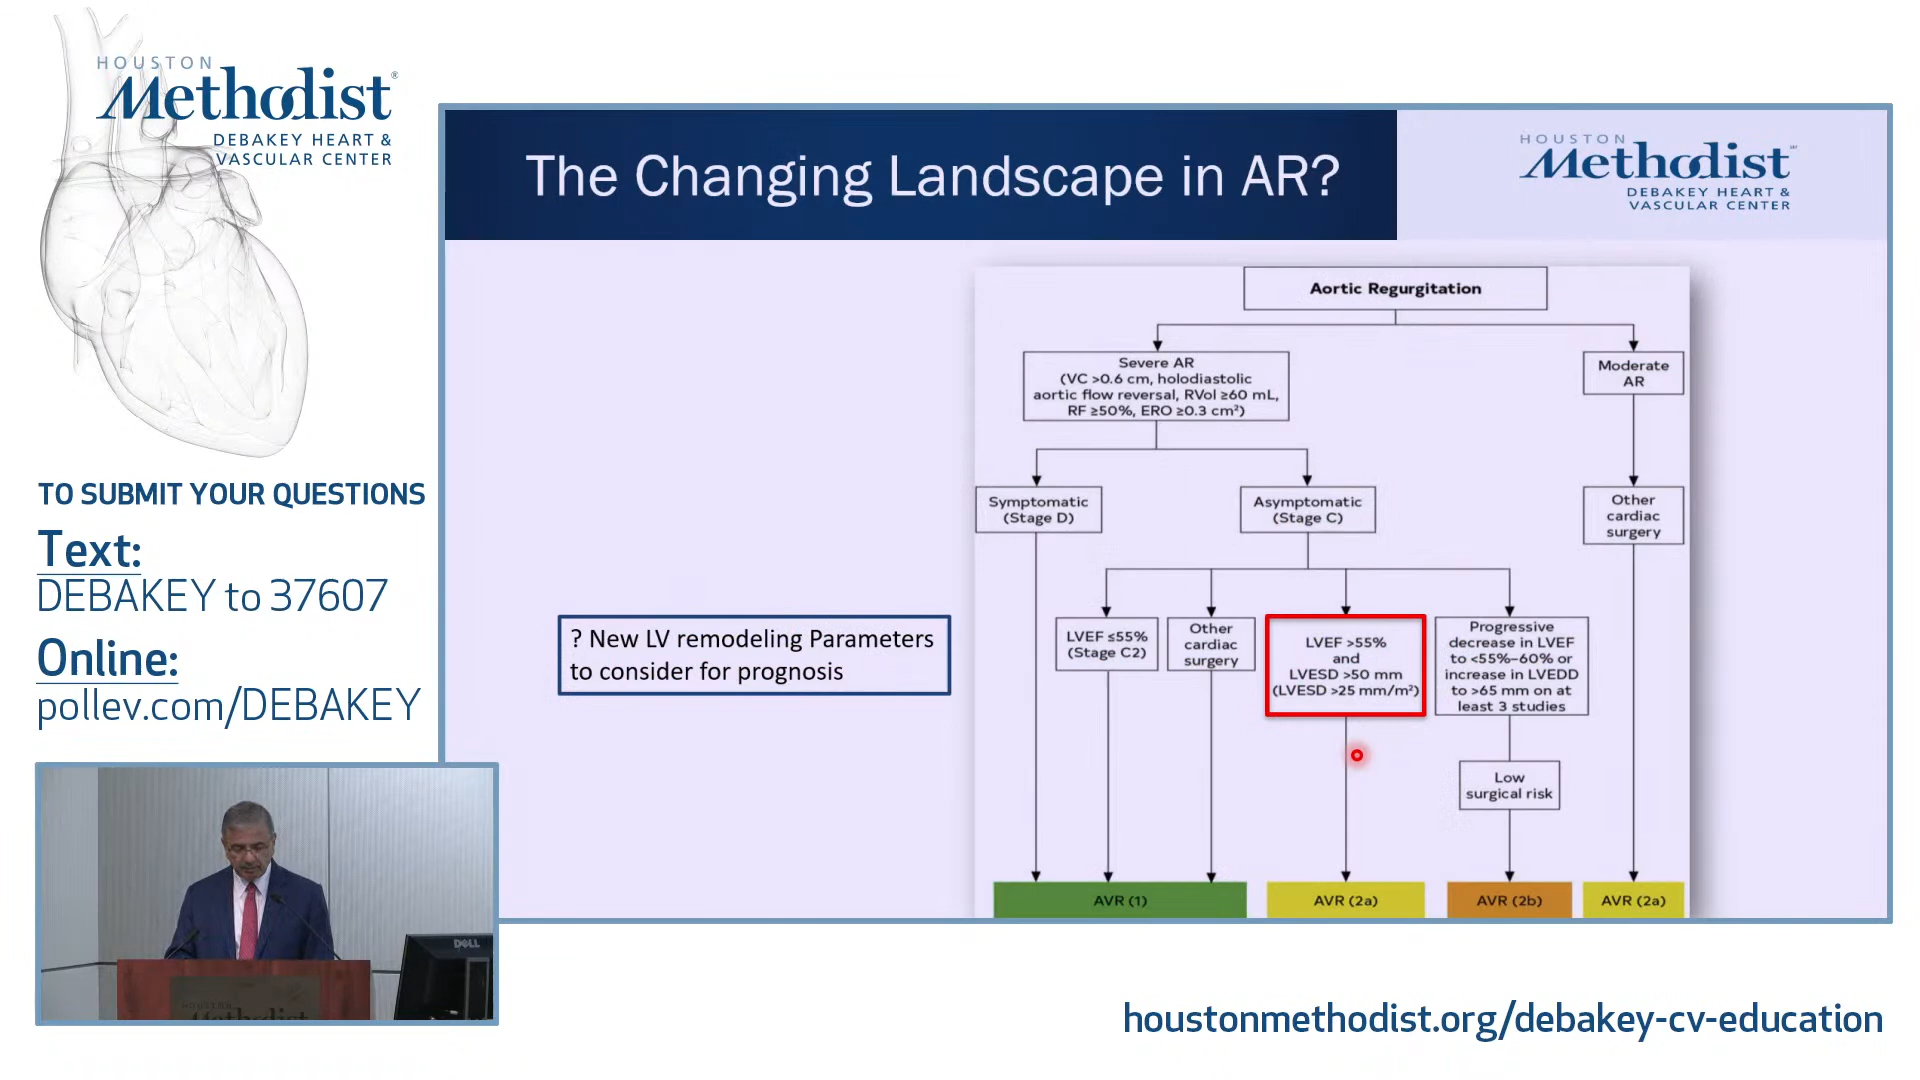 HOUSTON
Methodist®
DEBAKEY HEART &
VASCULAR CENTER
TO SUBMIT YOUR QUESTIONS
Text:
DEBAKEY to 37607
Online:
pollev.com/DEBAKEY
The Changing Landscape in AR?
HOUSTON
Methodist
DEBAKEY HEART &
VASCULAR CENTER
Aortic Regurgitation
Severe AR
(VC >0.6 cm, holodiastolic
aortic flow reversal, RVol ≥60 mL,
RF ≥50%, ERO ≥0.3 cm²)
Moderate
AR
Symptomatic
(Stage D)
Asymptomatic
(Stage C)
Other
cardiac
surgery
? New LV remodeling Parameters
to consider for prognosis
LVEF ≤55%
(Stage C2)
Other
cardiac
surgery
LVEF >55%
and
LVESD >50 mm
(LVESD >25 mm/m²)
Progressive
decrease in LVEF
to <55%–60% or
increase in LVEDD
to >65 mm on at
least 3 studies
Low
surgical risk
AVR (1)
AVR (2a)
AVR (2b)
AVR (2a)
DELL
HOUSTON
Methodist
houstonmethodist.org/debakey-cv-education